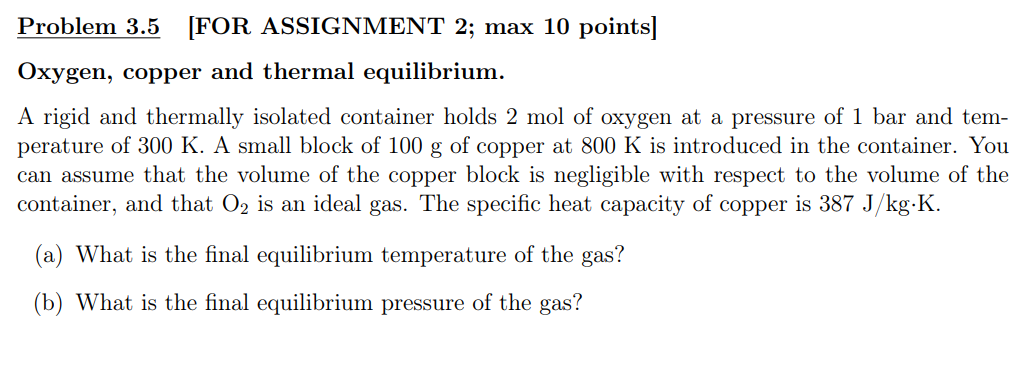 Problem 3.5 [FOR ASSIGNMENT 2; max 10 points]
Oxygen, copper and thermal equilibrium.
A rigid and thermally isolated container holds 2 mol of oxygen at a pressure of 1 bar and tem-
perature of 300 K. A small block of 100 g of copper at 800 K is introduced in the container. You
can assume that the volume of the copper block is negligible with respect to the volume of the
container, and that O₂ is an ideal gas. The specific heat capacity of copper is 387 J/kg·K.
(a) What is the final equilibrium temperature of the gas?
(b) What is the final equilibrium pressure of the gas?